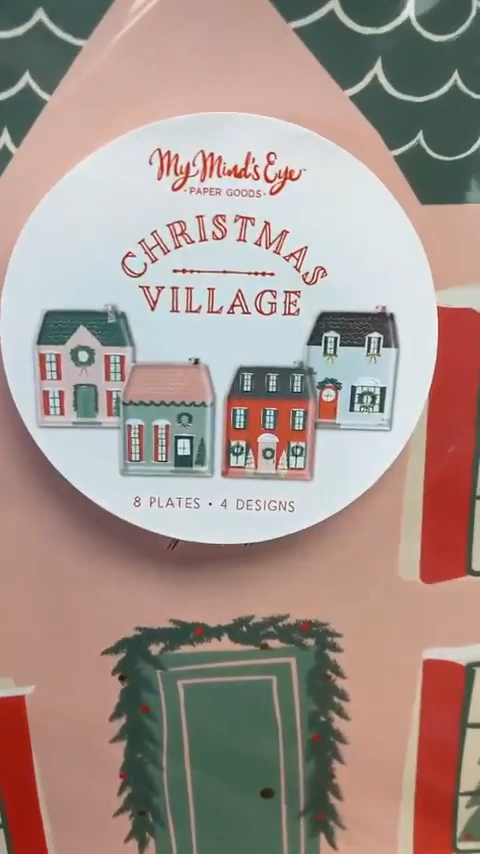 My Mind's Eye
·PAPER GOODS·
CHRISTMAS
VILLAGE
8 PLATES • 4 DESIGNS